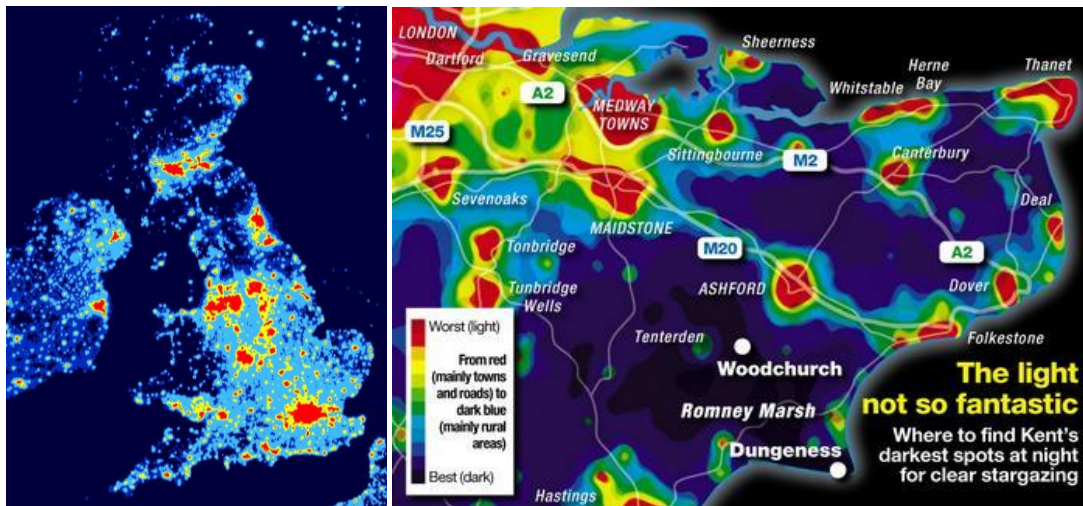 LONDON
Dartford
Gravesend
Sheerness
A2
MEDWAY
TOWNS
Whitstable
Herne
Bay
Thanet
M25
Sittingbourne
M2
Canterbury
Sevenoaks
MAIDSTONE
Deal
Tonbridge
M20
A2
Tunbridge
Wells
ASHFORD
Dover
Worst (light)
From red
(mainly towns
and roads) to
dark blue
(mainly rural
areas)
Best (dark)
Tenterden
Folkestone
Woodchurch
Romney Marsh
Dungeness
Hastings
The light
not so fantastic
Where to find Kent's
darkest spots at night
for clear stargazing